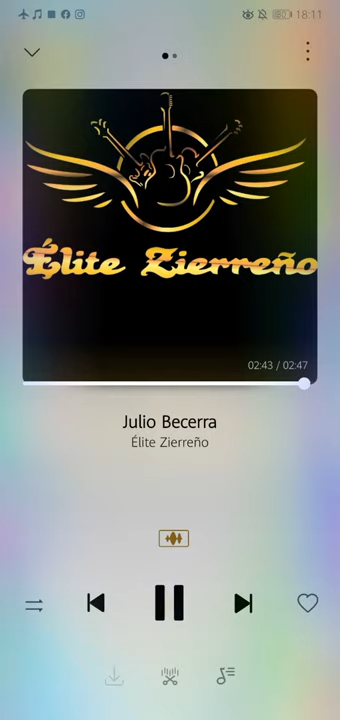 18:11
Élite Zierreño
02:43 / 02:47
Julio Becerra
Élite Zierreño